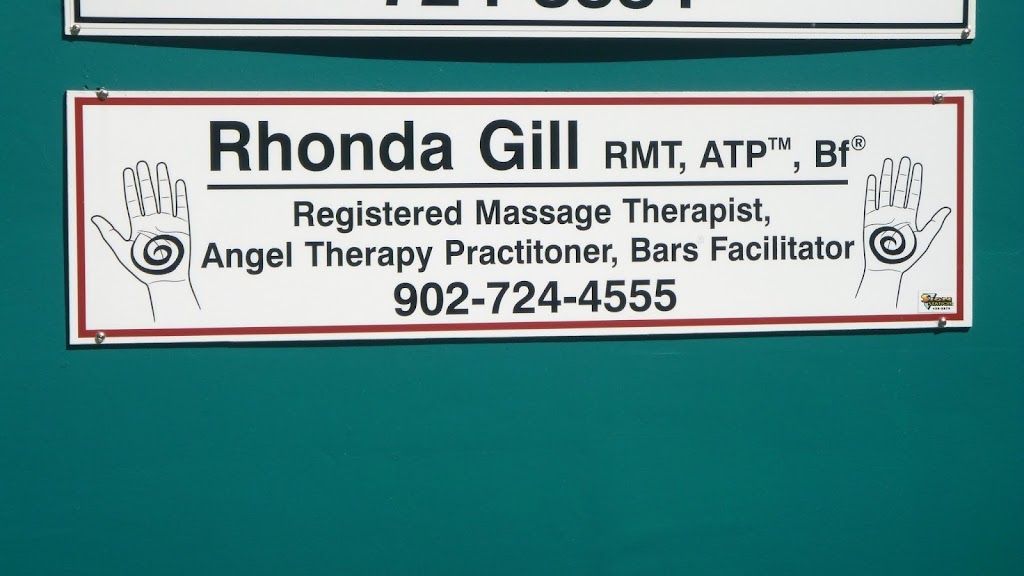 Rhonda Gill RMT, ATP™, Bf®
Registered Massage Therapist,
Angel Therapy Practitoner, Bars Facilitator
902-724-4555